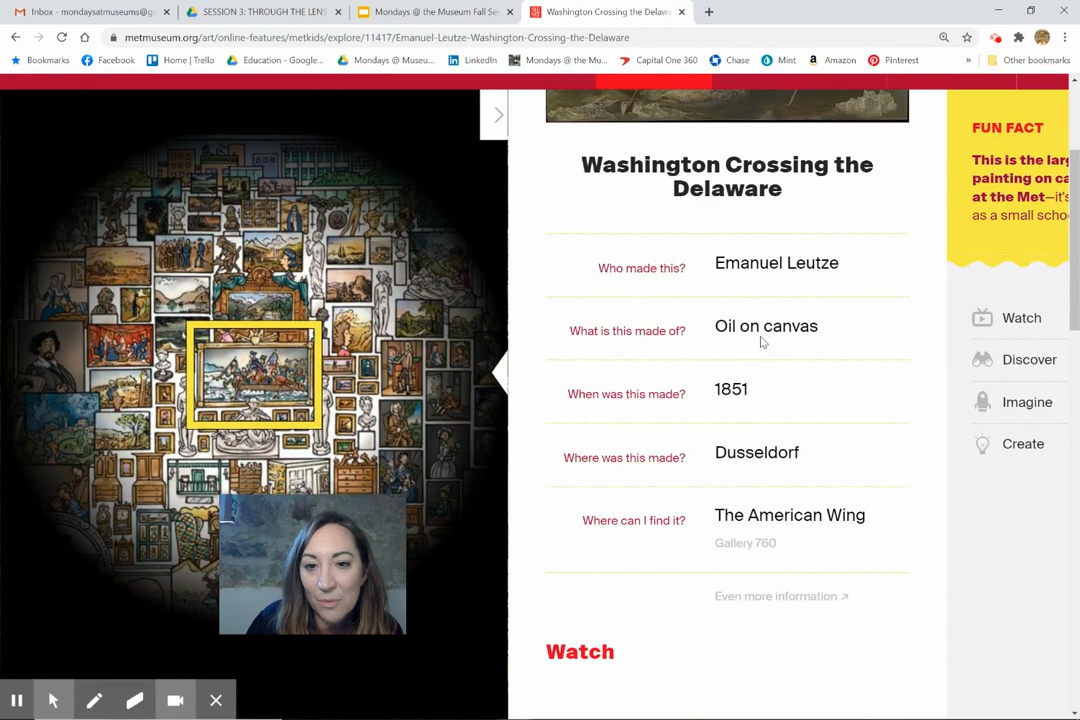 Inbox - mondaysatmuseums@gm
SESSION 3: THROUGH THE LENS
Mondays @ the Museum Fall Ses
Washington Crossing the Delaw
metmuseum.org/art/online-features/metkids/explore/11417/Emanuel-Leutze-Washington-Crossing-the-Delaware
Bookmarks
Facebook
Home | Trello
Education - Google...
Mondays @ Museu...
LinkedIn
Mondays @ the Mu...
Capital One 360
Chase
Mint
Amazon
Pinterest
»
Other bookmarks
Washington Crossing the
Delaware
Who made this? Emanuel Leutze
What is this made of? Oil on canvas
When was this made? 1851
Where was this made? Dusseldorf
Where can I find it? The American Wing
Gallery 760
Even more information ↗
Watch
FUN FACT
This is the larg
painting on ca
at the Met—it's
as a small schoo
Watch
Discover
Imagine
Create